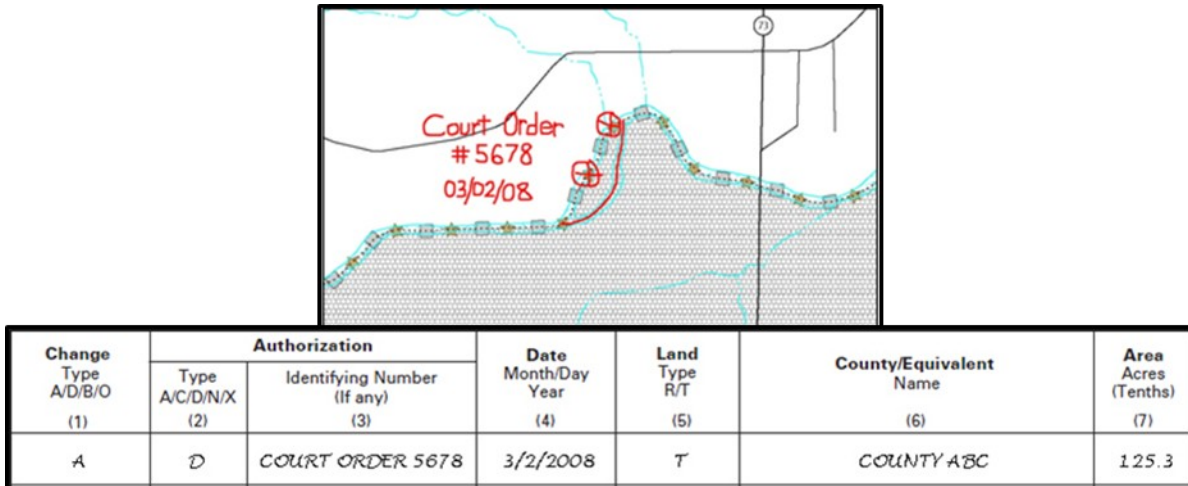 73
Court Order
#5678
03/02/08
Change
Type
A/D/B/O
(1)
Authorization
Type
A/C/D/N/X
(2)
Identifying Number
(If any)
(3)
Date
Month/Day
Year
(4)
Land
Type
R/T
(5)
County/Equivalent
Name
(6)
Area
Acres
(Tenths)
(7)
A
D
COURT ORDER 5678
3/2/2008
T
COUNTY ABC
125.3